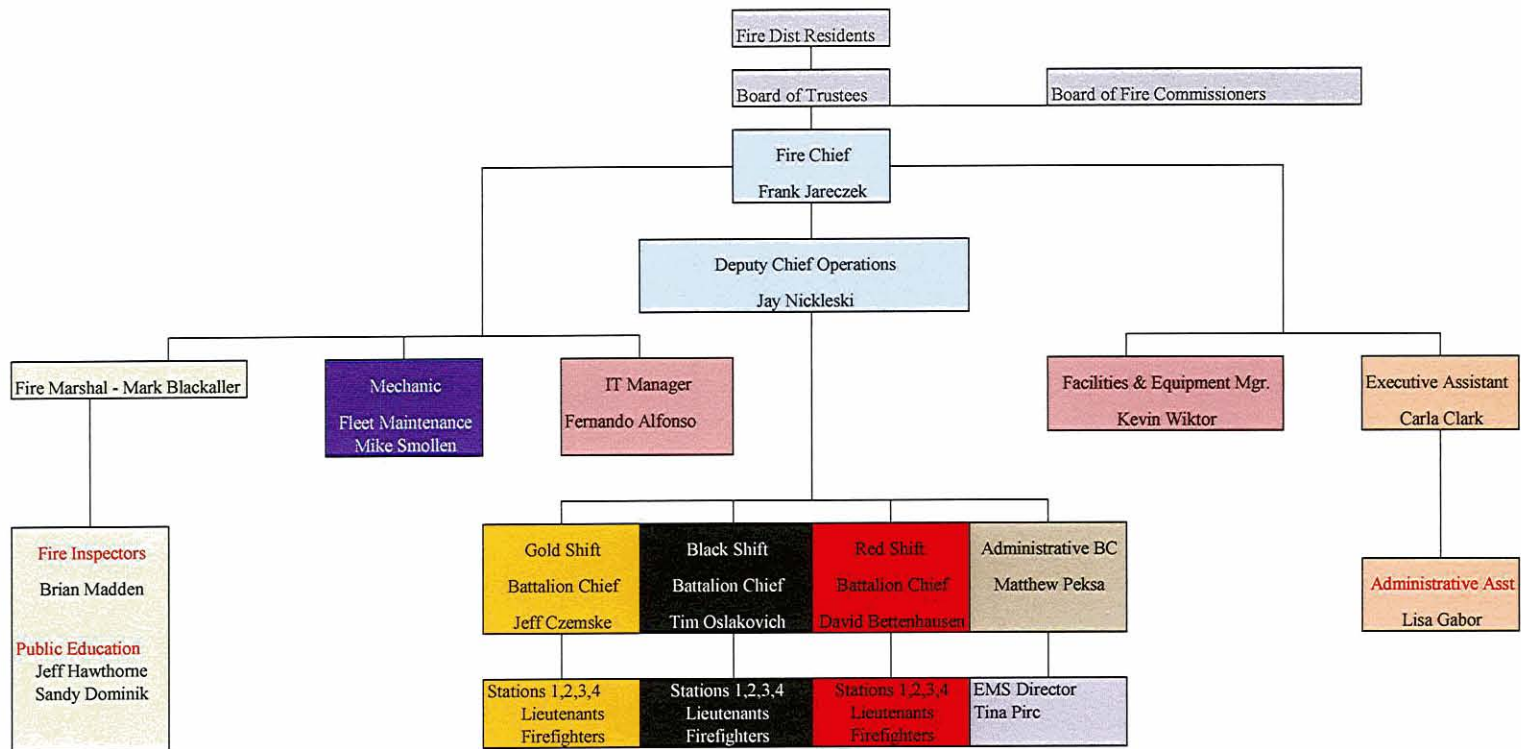 Fire Dist Residents
Board of Trustees
Board of Fire Commissioners
Fire Chief
Frank Jareczek
Deputy Chief Operations
Jay Nickleski
Fire Marshal - Mark Blackaller
Mechanic
Fleet Maintenance
Mike Smollen
IT Manager
Fernando Alfonso
Facilities & Equipment Mgr.
Kevin Wiktor
Executive Assistant
Carla Clark
Fire Inspectors
Brian Madden
Public Education
Jeff Hawthorne
Sandy Dominik
Gold Shift
Battalion Chief
Jeff Czemske
Black Shift
Battalion Chief
Tim Oslakovich
Red Shift
Battalion Chief
David Bettenhausen
Administrative BC
Matthew Peksa
Administrative Asst
Lisa Gabor
Stations 1,2,3,4
Lieutenants
Firefighters
Stations 1,2,3,4
Lieutenants
Firefighters
Stations 1,2,3,4
Lieutenants
Firefighters
EMS Director
Tina Pirc